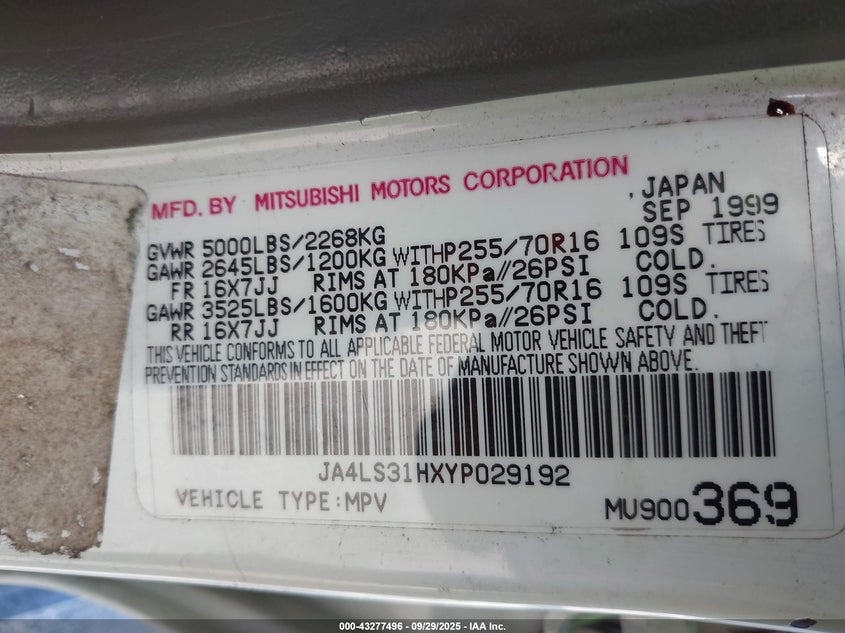 MFD. BY MITSUBISHI MOTORS CORPORATION , JAPAN
SEP 1999
GVWR 5000LBS/2268KG
GAWR 2645LBS/1200KG WITHP255/70R16 109S TIRES
FR 16X7JJ RIMS AT 180KPa//26PSI COLD.
GAWR 3525LBS/1600KG WITHP255/70R16 109S TIRES
RR 16X7JJ RIMS AT 180KPa//26PSI COLD.
THIS VEHICLE CONFORMS TO ALL APPLICABLE FEDERAL MOTOR VEHICLE SAFETY AND THEFT
PREVENTION STANDARDS IN EFFECT ON THE DATE OF MANUFACTURE SHOWN ABOVE.
JA4LS31HXYP029192
VEHICLE TYPE:MPV MU900369
000-43277496 - 09/29/2025 - IAA Inc.